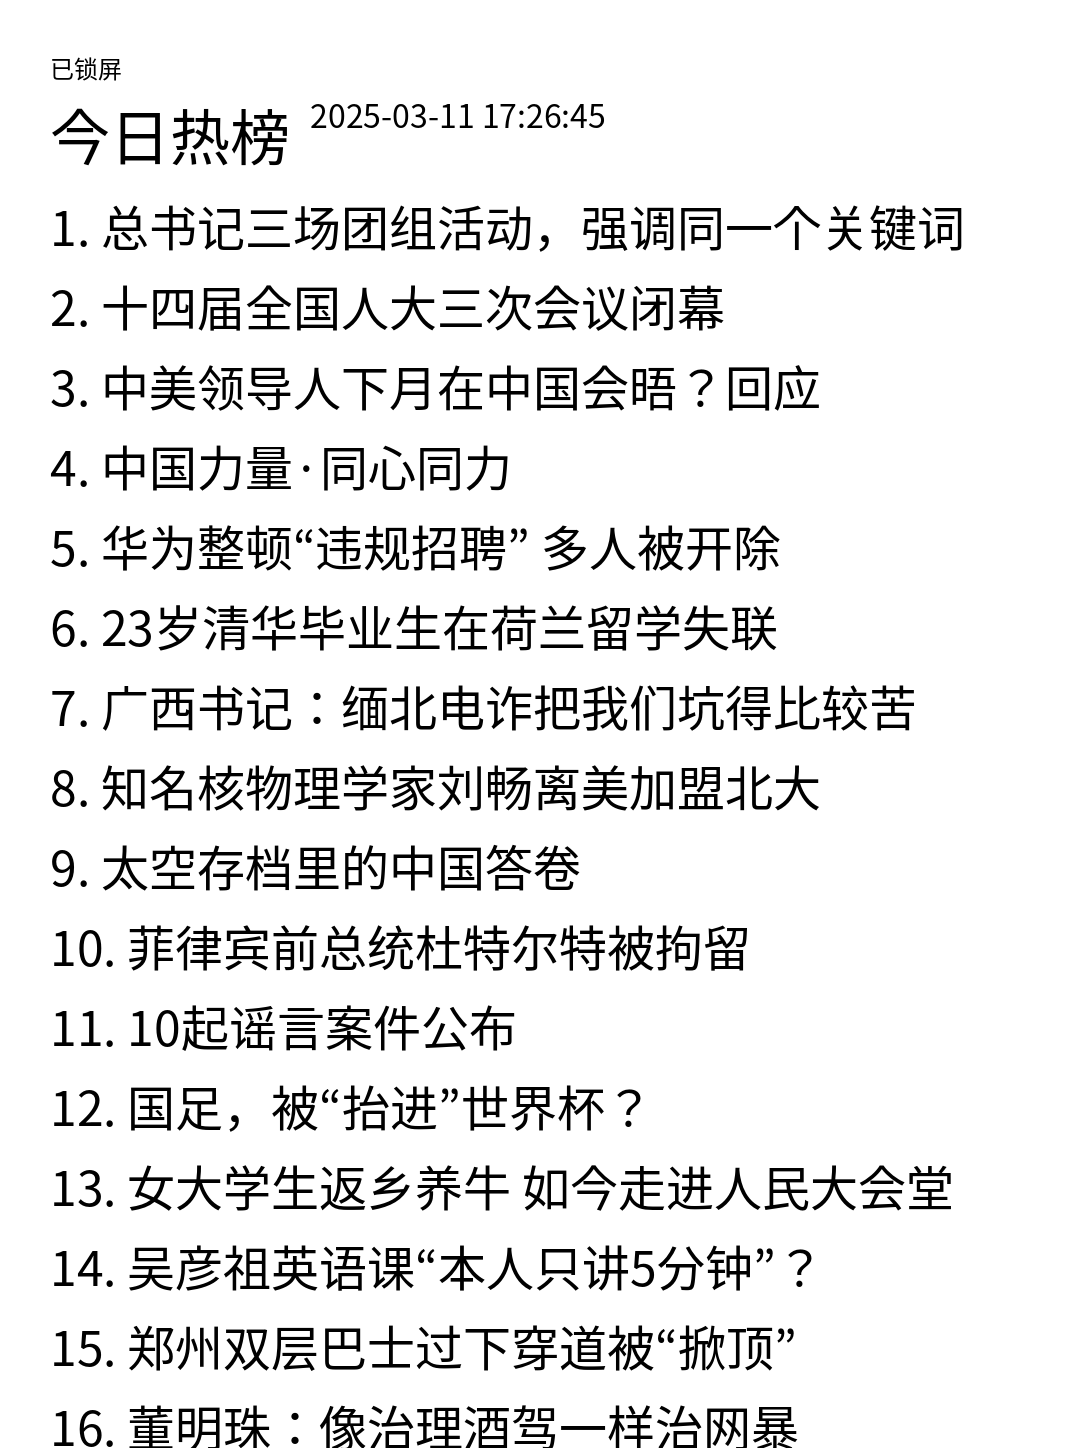 已锁屏
今日热榜 2025-03-11 17:26:45
1. 总书记三场团组活动，强调同一个关键词
2. 十四届全国人大三次会议闭幕
3. 中美领导人下月在中国会晤？回应
4. 中国力量·同心同力
5. 华为整顿“违规招聘” 多人被开除
6. 23岁清华毕业生在荷兰留学失联
7. 广西书记：缅北电诈把我们坑得比较苦
8. 知名核物理学家刘畅离美加盟北大
9. 太空存档里的中国答卷
10. 菲律宾前总统杜特尔特被拘留
11. 10起谣言案件公布
12. 国足，被“抬进”世界杯？
13. 女大学生返乡养牛 如今走进人民大会堂
14. 吴彦祖英语课“本人只讲5分钟”？
15. 郑州双层巴士过下穿道被“掀顶”
16. 董明珠：像治理酒驾一样治网暴